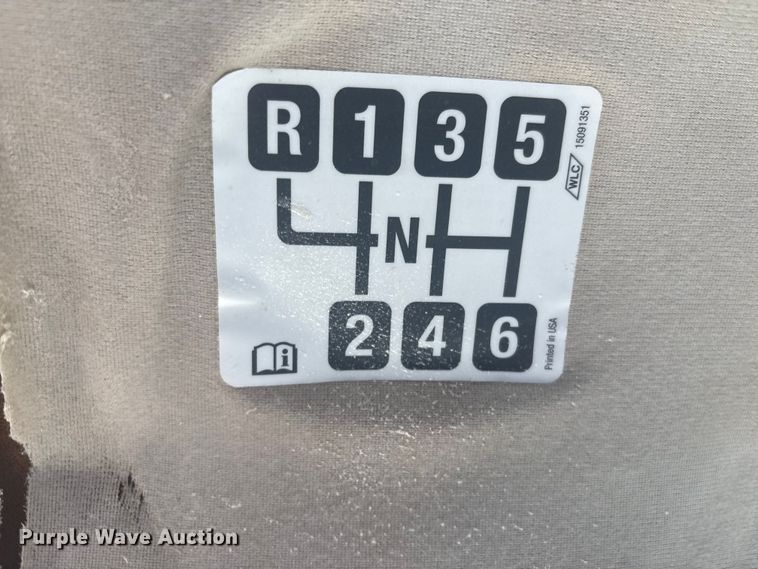 R 1 3 5
N
2 4 6
i
15091351
WLC
Printed in USA
Purple Wave Auction